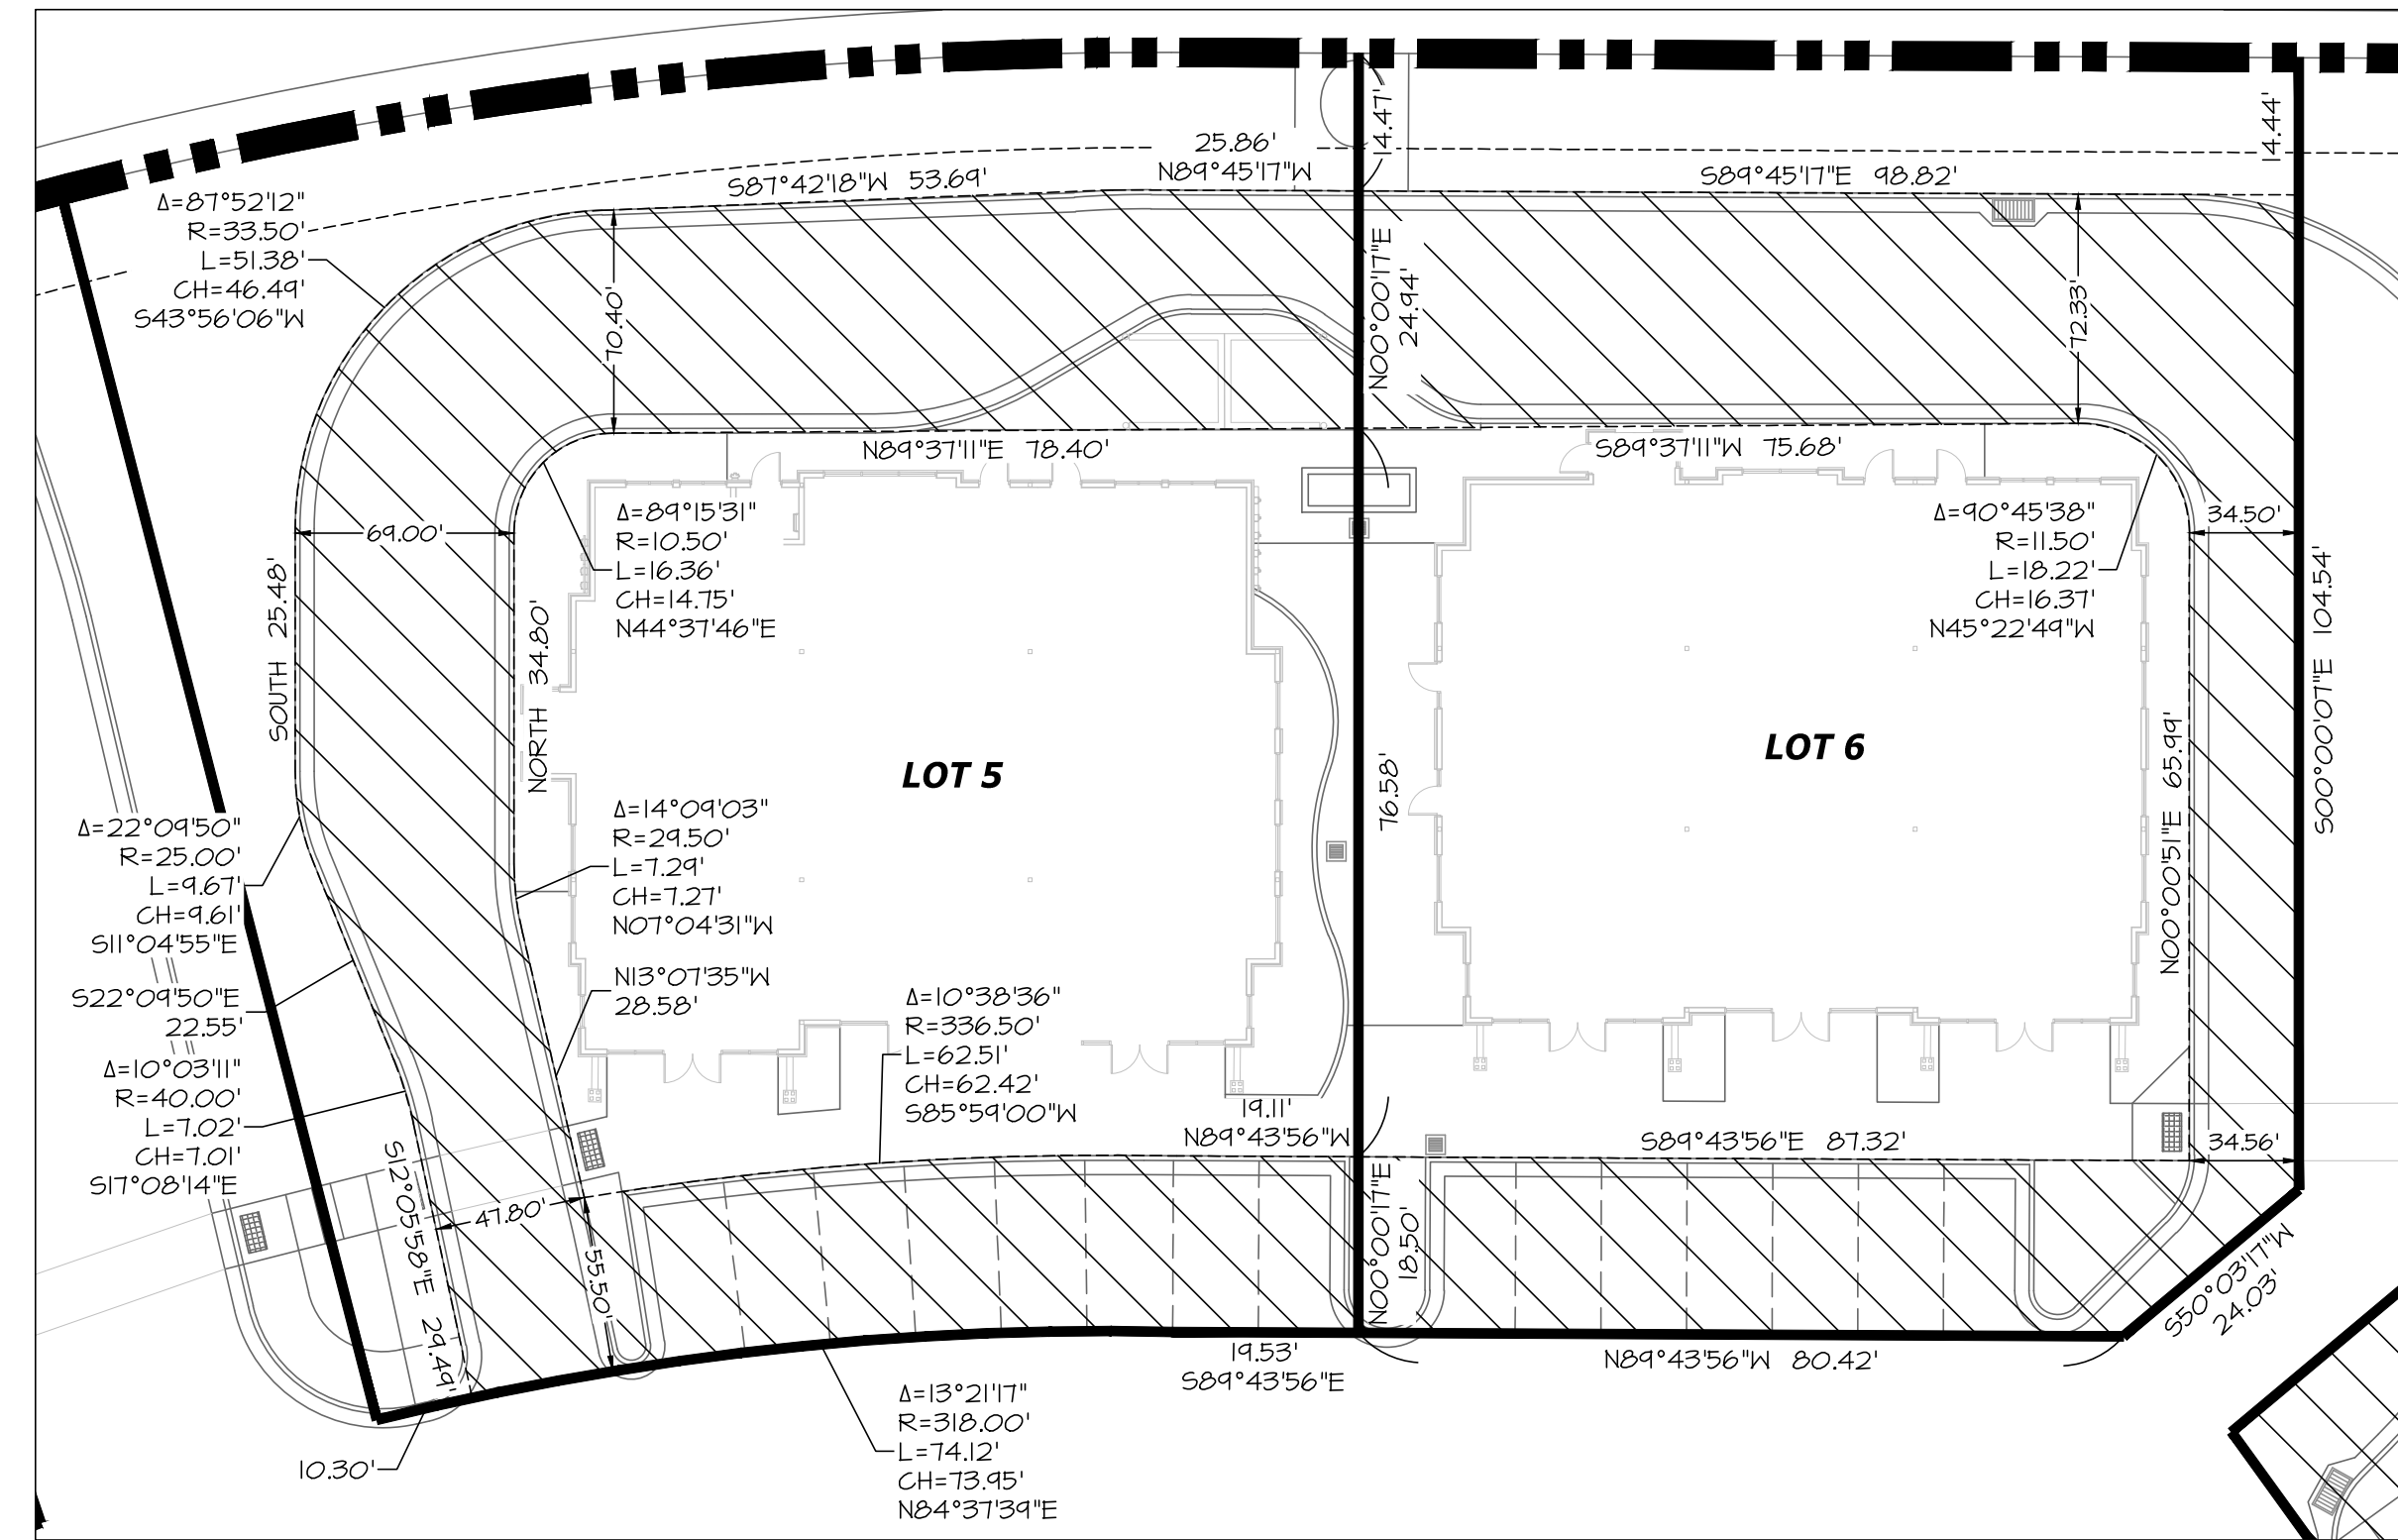 14.47'
14.44'
25.86'
N89°45'17"W
S87°42'18"W 53.69'
S89°45'17"E 98.82'
Δ=87°52'12"
R=33.50'
L=51.38'
CH=46.49'
S43°56'06"W
70.40'
N00°00'17"E
24.94'
72.33'
N89°37'11"E 78.40'
S89°37'11"W 75.68'
69.00'
Δ=89°15'31"
R=10.50'
L=16.36'
CH=14.75'
N44°37'46"E
Δ=90°45'38"
R=11.50'
L=18.22'
CH=16.37'
N45°22'49"W
34.50'
SOUTH 25.48'
NORTH 34.80'
S00°00'07"E 104.54'
LOT 5
LOT 6
76.58'
N00°00'51"E 65.99'
Δ=22°09'50"
R=25.00'
L=9.67'
CH=9.61'
S11°04'55"E
Δ=14°09'03"
R=29.50'
L=7.29'
CH=7.27'
N07°04'31"W
S22°09'50"E
22.55'
N13°07'35"W
28.58'
Δ=10°38'36"
R=336.50'
L=62.51'
CH=62.42'
S85°59'00"W
Δ=10°03'11"
R=40.00'
L=7.02'
CH=7.01'
S17°08'14"E
19.11'
N89°43'56"W
S89°43'56"E 87.32'
34.56'
S12°05'58"E 29.49'
47.80'
55.50'
N00°00'17"E
18.50'
S50°03'17"W
24.03'
19.53'
S89°43'56"E
N89°43'56"W 80.42'
Δ=13°21'17"
R=318.00'
L=74.12'
CH=73.95'
N84°37'39"E
10.30'